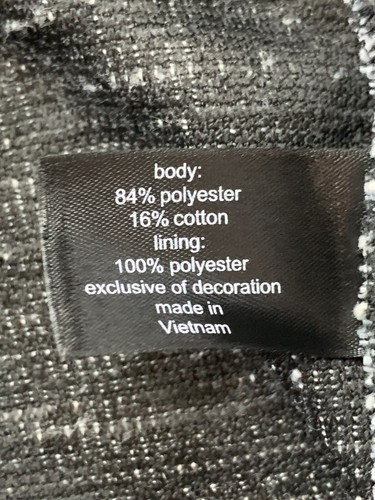 body:
84% polyester
16% cotton
lining:
100% polyester
exclusive of decoration
made in
Vietnam